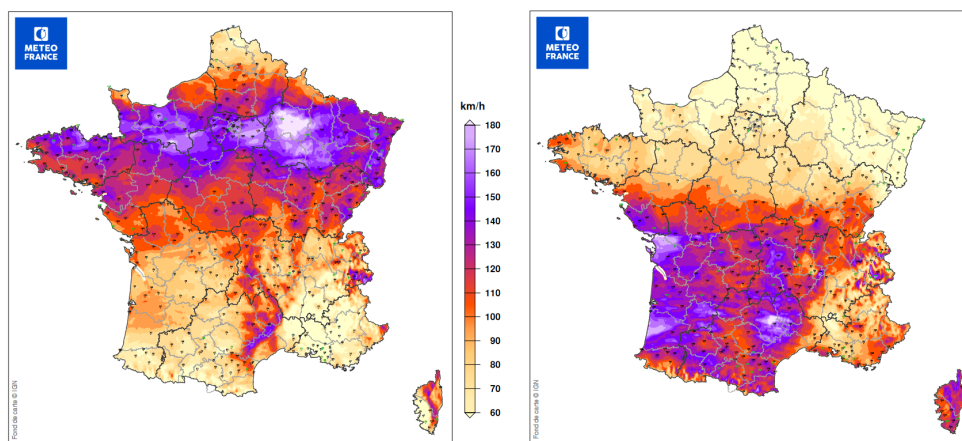 METEO
FRANCE
Fond de carte © IGN
km/h
180
170
160
150
140
130
120
110
100
90
80
70
60
METEO
FRANCE
Fond de carte © IGN